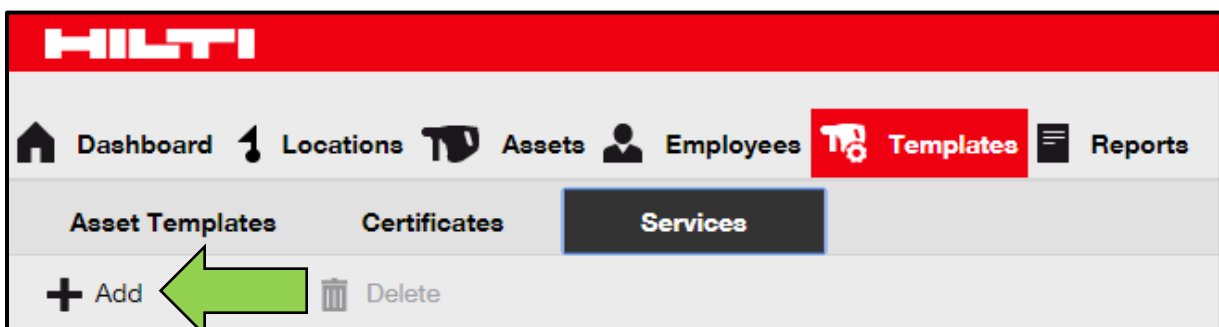 HILTI
Dashboard Locations Assets Employees Templates Reports
Asset Templates Certificates Services
Add Delete